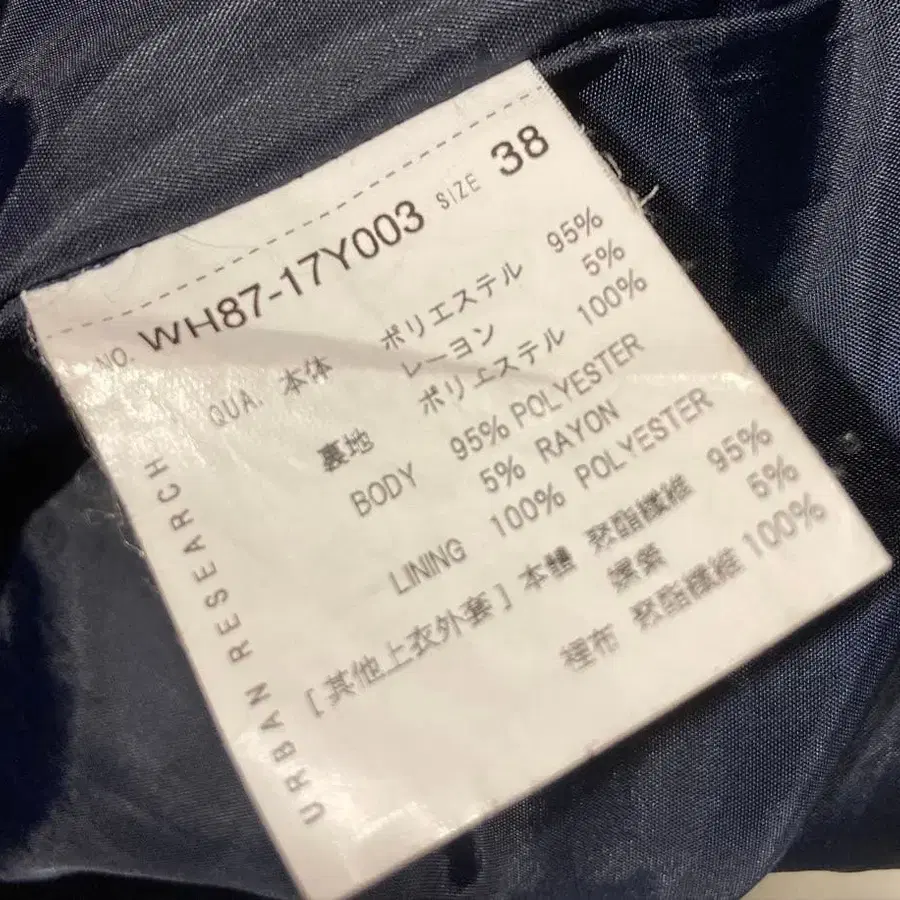 NO. WH87-17Y003 SIZE 38
QUA. 本体 ポリエステル 95%
レーヨン 5%
裏地 ポリエステル 100%
BODY 95% POLYESTER
5% RAYON
LINING 100% POLYESTER
[其他上衣外套] 本體 聚酯纖維 95%
嫘縈 5%
裡布 聚酯纖維 100%
URBAN RESEARCH